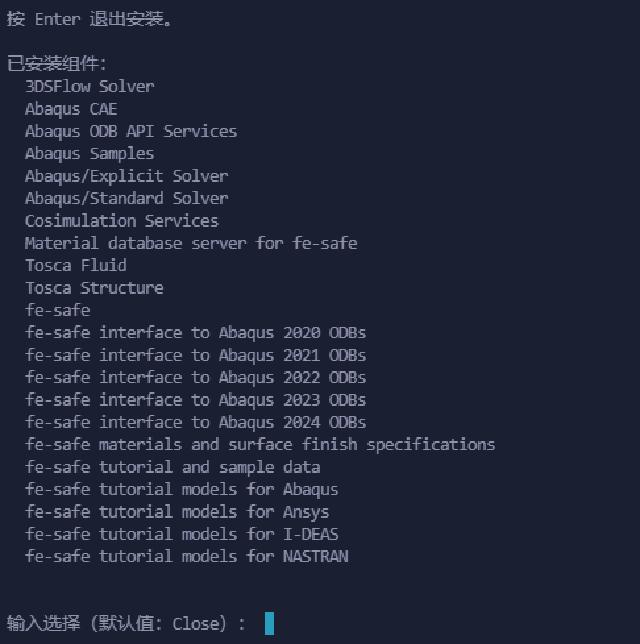 按 Enter 退出安装。
已安装组件:
3DSFlow Solver
Abaqus CAE
Abaqus ODB API Services
Abaqus Samples
Abaqus/Explicit Solver
Abaqus/Standard Solver
Cosimulation Services
Material database server for fe-safe
Tosca Fluid
Tosca Structure
fe-safe
fe-safe interface to Abaqus 2020 ODBs
fe-safe interface to Abaqus 2021 ODBs
fe-safe interface to Abaqus 2022 ODBs
fe-safe interface to Abaqus 2023 ODBs
fe-safe interface to Abaqus 2024 ODBs
fe-safe materials and surface finish specifications
fe-safe tutorial and sample data
fe-safe tutorial models for Abaqus
fe-safe tutorial models for Ansys
fe-safe tutorial models for I-DEAS
fe-safe tutorial models for NASTRAN
输入选择（默认值: Close）: